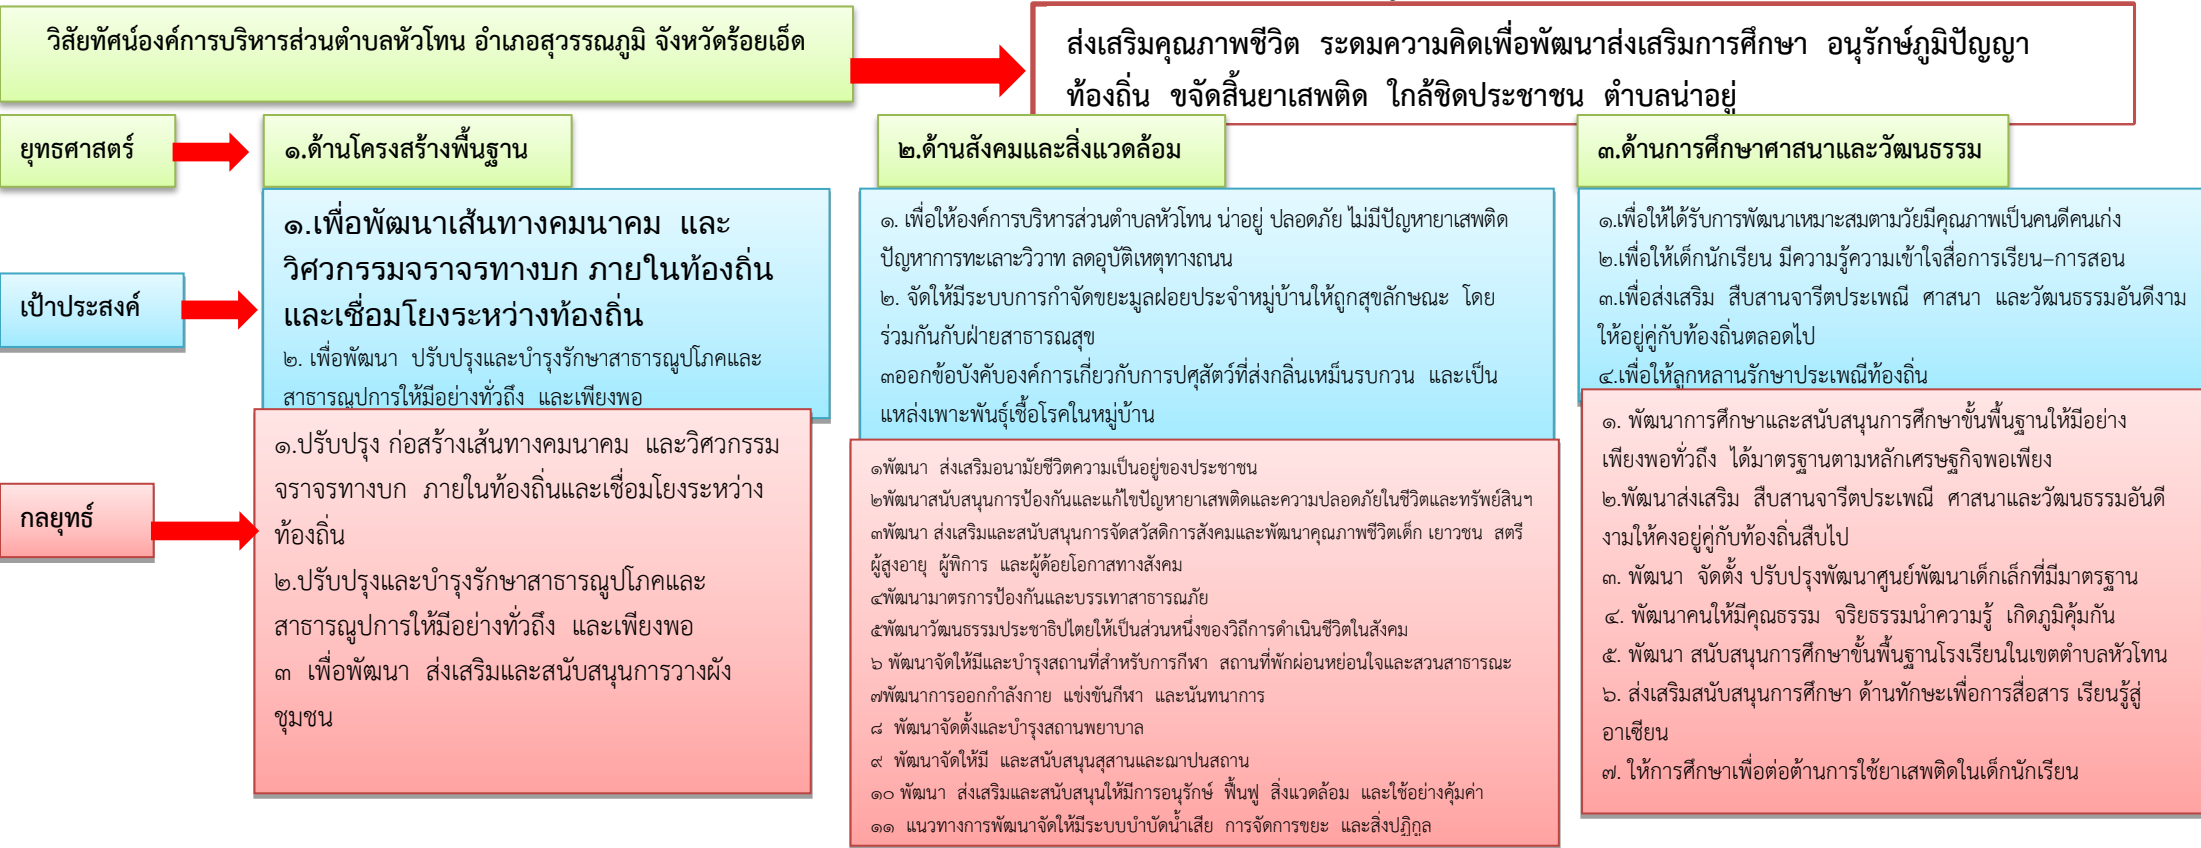 วิสัยทัศน์องค์การบริหารส่วนตำบลหัวโทน อำเภอสุวรรณภูมิ จังหวัดร้อยเอ็ด
ส่งเสริมคุณภาพชีวิต ระดมความคิดเพื่อพัฒนาส่งเสริมการศึกษา อนุรักษ์ภูมิปัญญา
ท้องถิ่น ขจัดสิ้นยาเสพติด ใกล้ชิดประชาชน ตำบลน่าอยู่
ยุทธศาสตร์
๑.ด้านโครงสร้างพื้นฐาน
๒.ด้านสังคมและสิ่งแวดล้อม
๓.ด้านการศึกษาศาสนาและวัฒนธรรม
เป้าประสงค์
๑.เพื่อพัฒนาเส้นทางคมนาคม และ
วิศวกรรมจราจรทางบก ภายในท้องถิ่น
และเชื่อมโยงระหว่างท้องถิ่น
๒. เพื่อพัฒนา ปรับปรุงและบำรุงรักษาสาธารณูปโภคและ
สาธารณูปการให้มีอย่างทั่วถึง และเพียงพอ
๑. เพื่อให้องค์การบริหารส่วนตำบลหัวโทน น่าอยู่ ปลอดภัย ไม่มีปัญหายาเสพติด
ปัญหาการทะเลาะวิวาท ลดอุบัติเหตุทางถนน
๒. จัดให้มีระบบการกำจัดขยะมูลฝอยประจำหมู่บ้านให้ถูกสุขลักษณะ โดย
ร่วมกันกับฝ่ายสาธารณสุข
๓ออกข้อบังคับองค์การเกี่ยวกับการปศุสัตว์ที่ส่งกลิ่นเหม็นรบกวน และเป็น
แหล่งเพาะพันธุ์เชื้อโรคในหมู่บ้าน
๑.เพื่อให้ได้รับการพัฒนาเหมาะสมตามวัยมีคุณภาพเป็นคนดีคนเก่ง
๒.เพื่อให้เด็กนักเรียน มีความรู้ความเข้าใจสื่อการเรียน–การสอน
๓.เพื่อส่งเสริม สืบสานจารีตประเพณี ศาสนา และวัฒนธรรมอันดีงาม
ให้อยู่คู่กับท้องถิ่นตลอดไป
๔.เพื่อให้ลูกหลานรักษาประเพณีท้องถิ่น
กลยุทธ์
๑.ปรับปรุง ก่อสร้างเส้นทางคมนาคม และวิศวกรรม
จราจรทางบก ภายในท้องถิ่นและเชื่อมโยงระหว่าง
ท้องถิ่น
๒.ปรับปรุงและบำรุงรักษาสาธารณูปโภคและ
สาธารณูปการให้มีอย่างทั่วถึง และเพียงพอ
๓ เพื่อพัฒนา ส่งเสริมและสนับสนุนการวางผัง
ชุมชน
๑พัฒนา ส่งเสริมอนามัยชีวิตความเป็นอยู่ของประชาชน
๒พัฒนาสนับสนุนการป้องกันและแก้ไขปัญหายาเสพติดและความปลอดภัยในชีวิตและทรัพย์สินฯ
๓พัฒนา ส่งเสริมและสนับสนุนการจัดสวัสดิการสังคมและพัฒนาคุณภาพชีวิตเด็ก เยาวชน สตรี
ผู้สูงอายุ ผู้พิการ และผู้ด้อยโอกาสทางสังคม
๔พัฒนามาตรการป้องกันและบรรเทาสาธารณภัย
๕พัฒนาวัฒนธรรมประชาธิปไตยให้เป็นส่วนหนึ่งของวิถีการดำเนินชีวิตในสังคม
๖ พัฒนาจัดให้มีและบำรุงสถานที่สำหรับการกีฬา สถานที่พักผ่อนหย่อนใจและสวนสาธารณะ
๗พัฒนาการออกกำลังกาย แข่งขันกีฬา และนันทนาการ
๘ พัฒนาจัดตั้งและบำรุงสถานพยาบาล
๙ พัฒนาจัดให้มี และสนับสนุนสุสานและฌาปนสถาน
๑๐ พัฒนา ส่งเสริมและสนับสนุนให้มีการอนุรักษ์ ฟื้นฟู สิ่งแวดล้อม และใช้อย่างคุ้มค่า
๑๑ แนวทางการพัฒนาจัดให้มีระบบบำบัดน้ำเสีย การจัดการขยะ และสิ่งปฏิกูล
๑. พัฒนาการศึกษาและสนับสนุนการศึกษาขั้นพื้นฐานให้มีอย่าง
เพียงพอทั่วถึง ได้มาตรฐานตามหลักเศรษฐกิจพอเพียง
๒.พัฒนาส่งเสริม สืบสานจารีตประเพณี ศาสนาและวัฒนธรรมอันดี
งามให้คงอยู่คู่กับท้องถิ่นสืบไป
๓. พัฒนา จัดตั้ง ปรับปรุงพัฒนาศูนย์พัฒนาเด็กเล็กที่มีมาตรฐาน
๔. พัฒนาคนให้มีคุณธรรม จริยธรรมนำความรู้ เกิดภูมิคุ้มกัน
๕. พัฒนา สนับสนุนการศึกษาขั้นพื้นฐานโรงเรียนในเขตตำบลหัวโทน
๖. ส่งเสริมสนับสนุนการศึกษา ด้านทักษะเพื่อการสื่อสาร เรียนรู้สู่
อาเซียน
๗. ให้การศึกษาเพื่อต่อต้านการใช้ยาเสพติดในเด็กนักเรียน